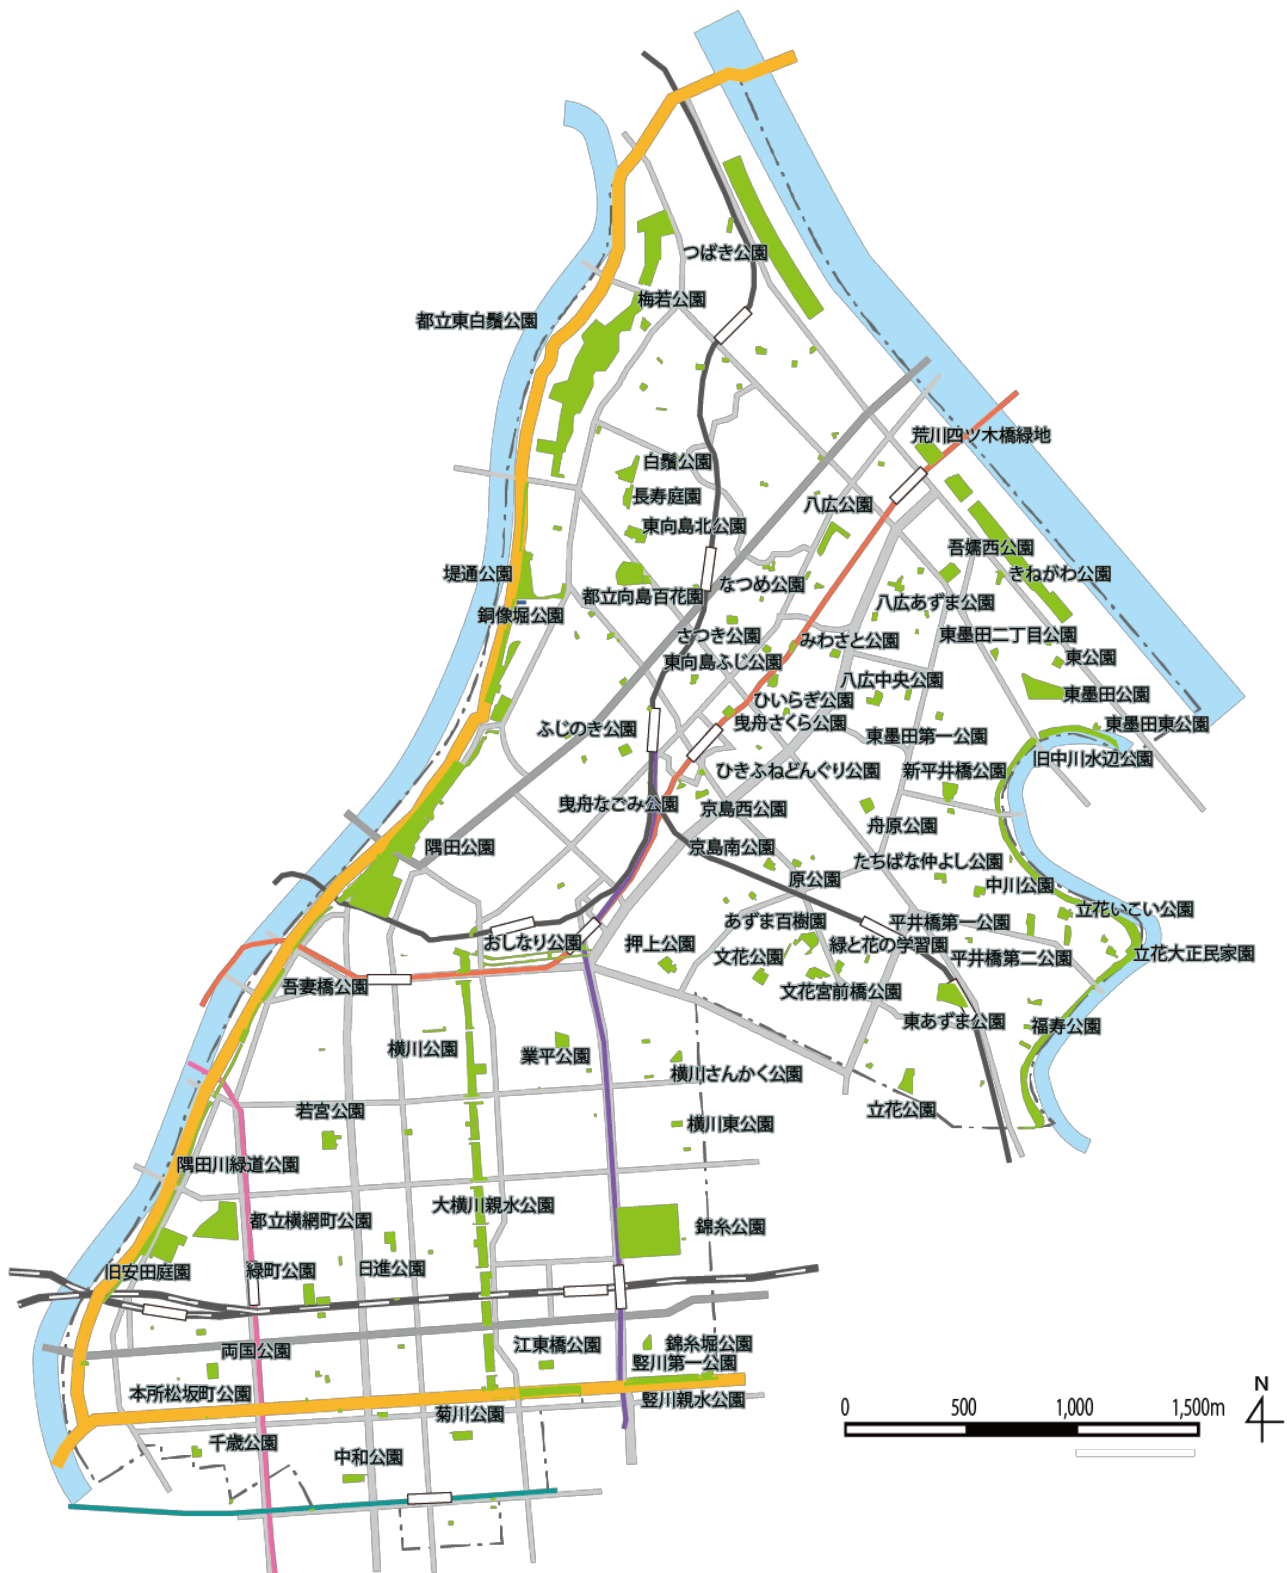 つばき公園
梅若公園
都立東白鬚公園
荒川四ツ木橋緑地
白鬚公園
長寿庭園
八広公園
東向島北公園
吾嬬西公園
堤通公園
きねがわ公園
なつめ公園
都立向島百花園
八広あずま公園
銅像堀公園
さつき公園
東墨田二丁目公園
みわさと公園
東向島ふじ公園
東公園
八広中央公園
東墨田公園
ひいらぎ公園
曳舟さくら公園
東墨田東公園
ふじのき公園
東墨田第一公園
旧中川水辺公園
ひきふねどんぐり公園
新平井橋公園
曳舟なごみ公園
京島西公園
舟原公園
隅田公園
京島南公園
たちばな仲よし公園
原公園
中川公園
立花いこい公園
あずま百樹園
平井橋第一公園
おしなり公園
押上公園
緑と花の学習園
文花公園
平井橋第二公園
立花大正民家園
吾妻橋公園
文花宮前橋公園
東あずま公園
福寿公園
横川公園
業平公園
横川さんかく公園
若宮公園
立花公園
横川東公園
隅田川緑道公園
大横川親水公園
都立横網町公園
錦糸公園
旧安田庭園
緑町公園
日進公園
江東橋公園
錦糸堀公園
両国公園
竪川第一公園
本所松坂町公園
竪川親水公園
菊川公園
千歳公園
中和公園
N
0 500 1,000 1,500m